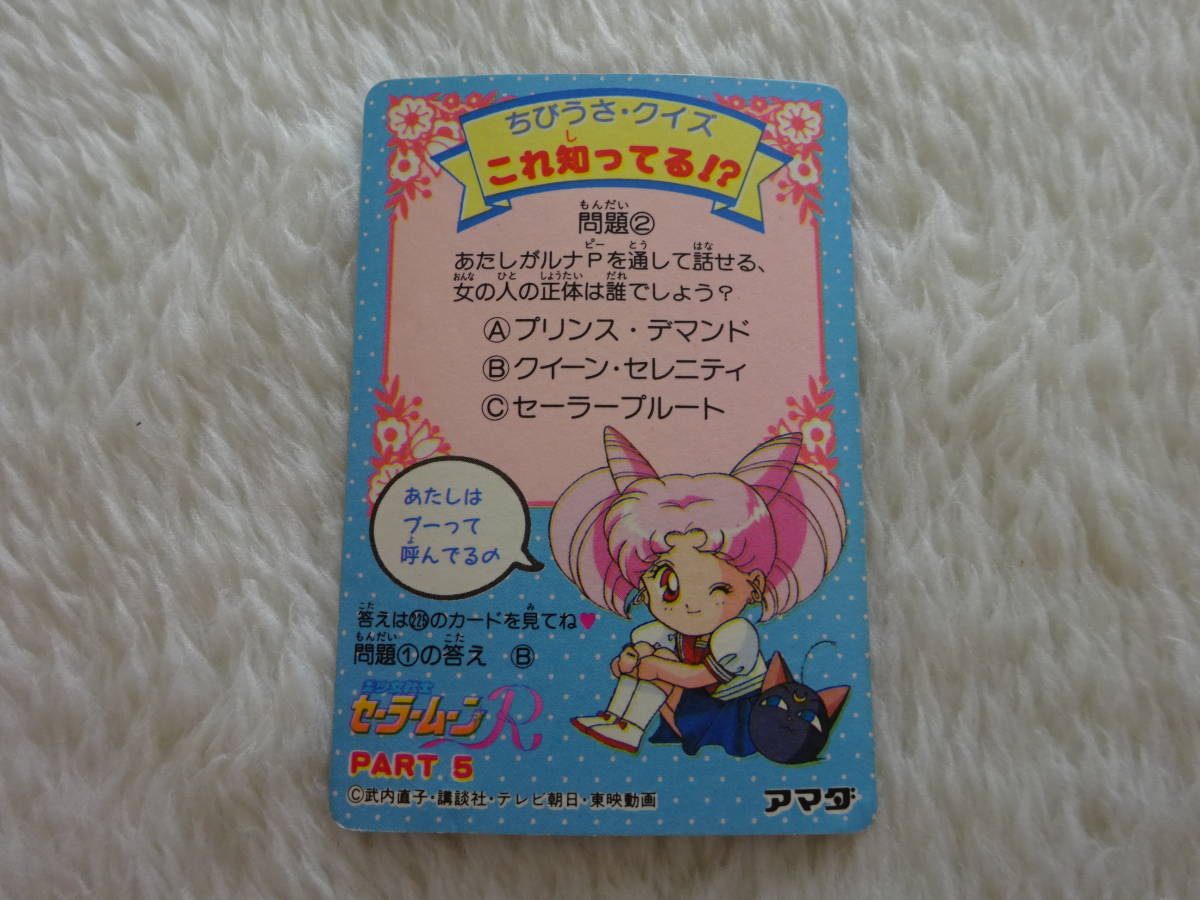 ちびうさ・クイズ
これ知ってる!?
問題②
あたしがルナPを通して話せる、
女の人の正体は誰でしょう？
Ⓐプリンス・デマンド
Ⓑクイーン・セレニティ
Ⓒセーラープルート
あたしは
プーって
呼んでるの
答えは226のカードを見てね♥
問題①の答え Ⓑ
美少女戦士
セーラームーンR
PART 5
©武内直子・講談社・テレビ朝日・東映動画
アマダ